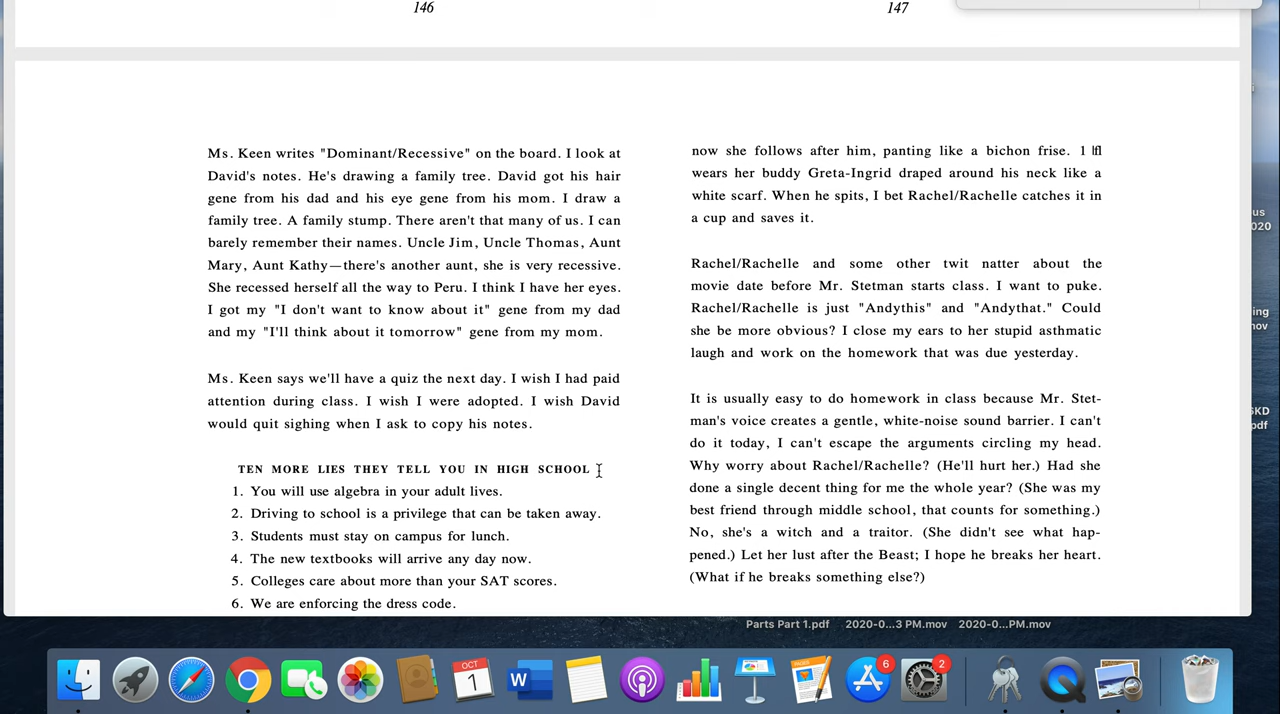 146
147
Ms. Keen writes "Dominant/Recessive" on the board. I look at
David's notes. He's drawing a family tree. David got his hair
gene from his dad and his eye gene from his mom. I draw a
family tree. A family stump. There aren't that many of us. I can
barely remember their names. Uncle Jim, Uncle Thomas, Aunt
Mary, Aunt Kathy—there's another aunt, she is very recessive.
She recessed herself all the way to Peru. I think I have her eyes.
I got my "I don't want to know about it" gene from my dad
and my "I'll think about it tomorrow" gene from my mom.
Ms. Keen says we'll have a quiz the next day. I wish I had paid
attention during class. I wish I were adopted. I wish David
would quit sighing when I ask to copy his notes.
TEN MORE LIES THEY TELL YOU IN HIGH SCHOOL
1. You will use algebra in your adult lives.
2. Driving to school is a privilege that can be taken away.
3. Students must stay on campus for lunch.
4. The new textbooks will arrive any day now.
5. Colleges care about more than your SAT scores.
6. We are enforcing the dress code.
now she follows after him, panting like a bichon frise.
wears her buddy Greta-Ingrid draped around his neck like a
white scarf. When he spits, I bet Rachel/Rachelle catches it in
a cup and saves it.
Rachel/Rachelle and some other twit natter about the
movie date before Mr. Stetman starts class. I want to puke.
Rachel/Rachelle is just "Andythis" and "Andythat." Could
she be more obvious? I close my ears to her stupid asthmatic
laugh and work on the homework that was due yesterday.
It is usually easy to do homework in class because Mr. Stet-
man's voice creates a gentle, white-noise sound barrier. I can't
do it today, I can't escape the arguments circling my head.
Why worry about Rachel/Rachelle? (He'll hurt her.) Had she
done a single decent thing for me the whole year? (She was my
best friend through middle school, that counts for something.)
No, she's a witch and a traitor. (She didn't see what hap-
pened.) Let her lust after the Beast; I hope he breaks her heart.
(What if he breaks something else?)
us
020
ing
nov
GKD
pdf
Parts Part 1.pdf
2020-0...3 PM.mov
2020-0...PM.mov
OCT
1
W
PAGES
6
2